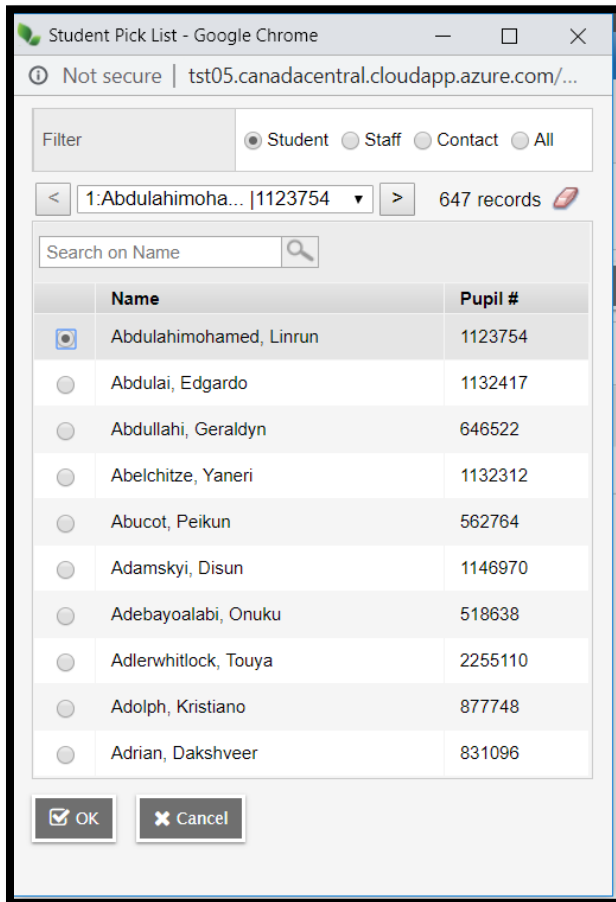 Student Pick List - Google Chrome
Not secure | tst05.canadacentral.cloudapp.azure.com/...
Filter Student Staff Contact All
< 1:Abdulahimoha... |1123754 > 647 records
Search on Name
Name Pupil #
Abdulahimohamed, Linrun 1123754
Abdulai, Edgardo 1132417
Abdullahi, Geraldyn 646522
Abelchitze, Yaneri 1132312
Abucot, Peikun 562764
Adamskyi, Disun 1146970
Adebayoalabi, Onuku 518638
Adlerwhitlock, Touya 2255110
Adolph, Kristiano 877748
Adrian, Dakshveer 831096
OK Cancel